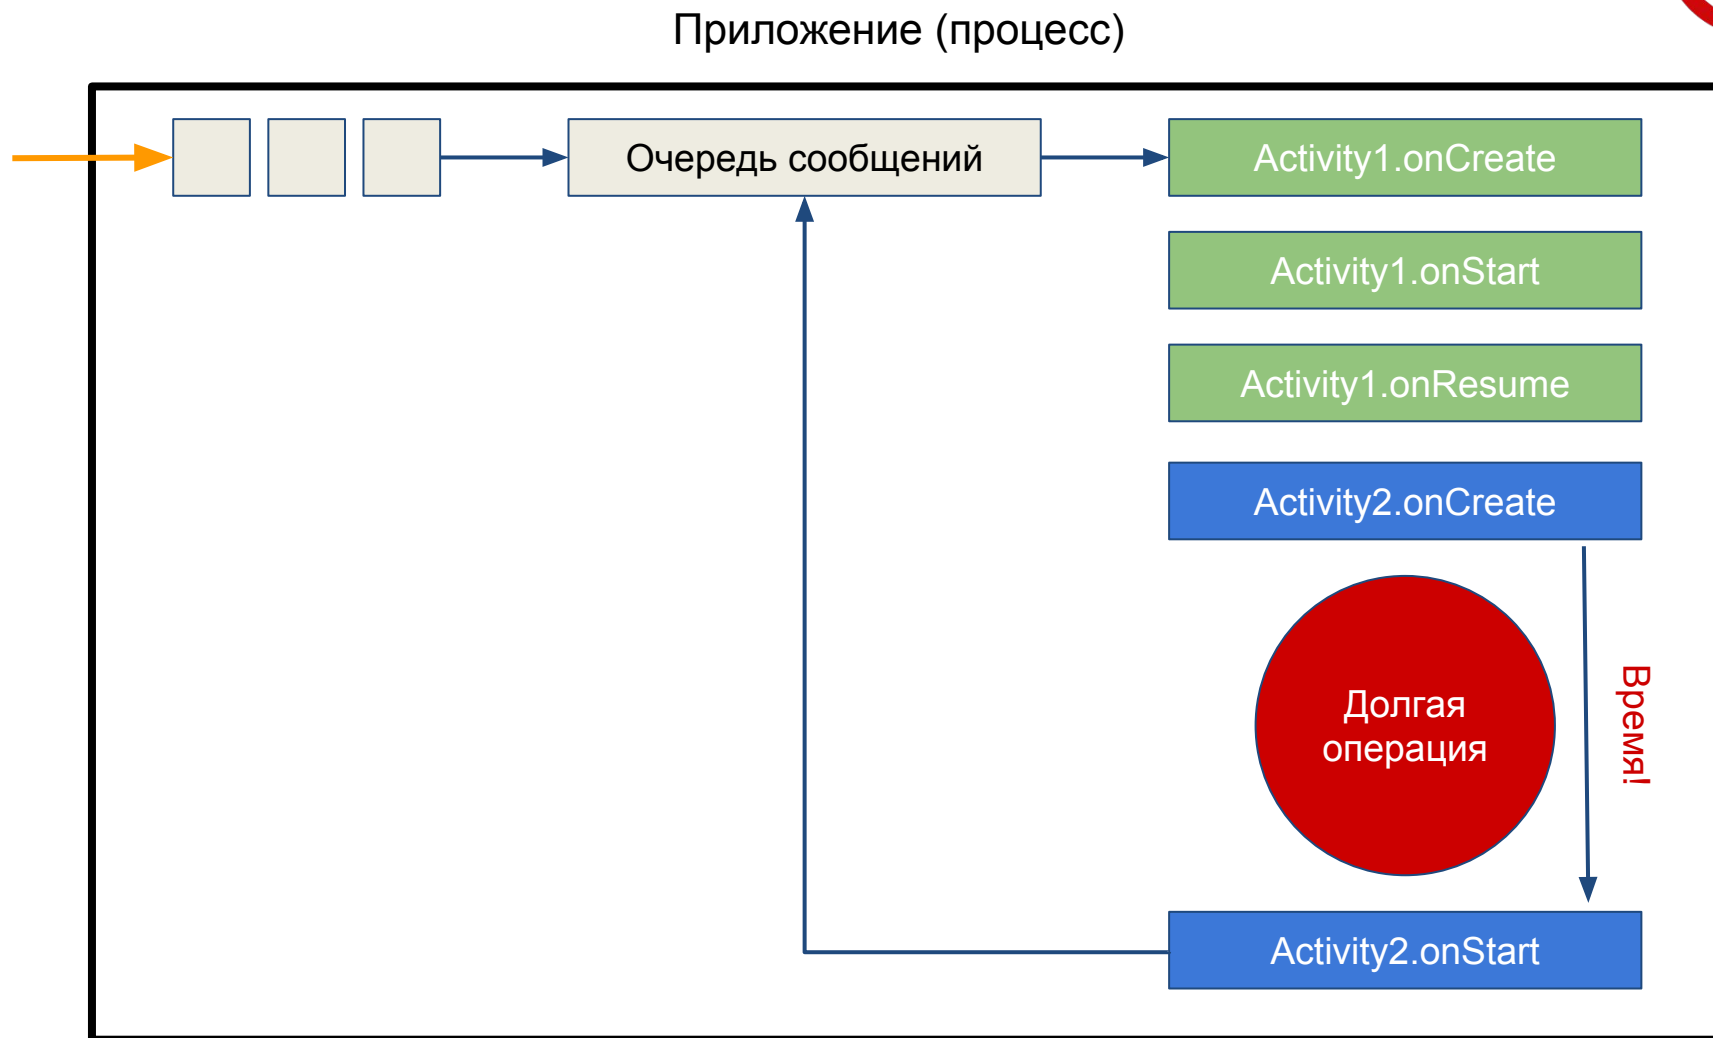 Приложение (процесс)
Очередь сообщений
Activity1.onCreate
Activity1.onStart
Activity1.onResume
Activity2.onCreate
Долгая
операция
Время!
Activity2.onStart